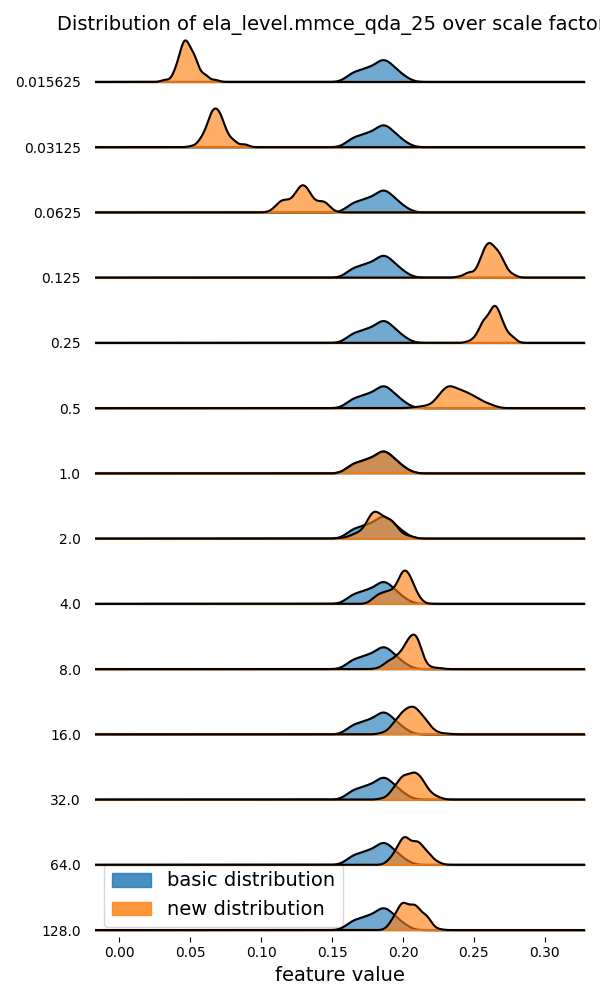 Distribution of ela_level.mmce_qda_25 over scale
0.015625
0.03125
0.0625
0.125
0.25
0.5
1.0
2.0
4.0
8.0
16.0
32.0
64.0
128.0
basic distribution
new distribution
0.00 0.05 0.10 0.15 0.20 0.25 0.30
feature value